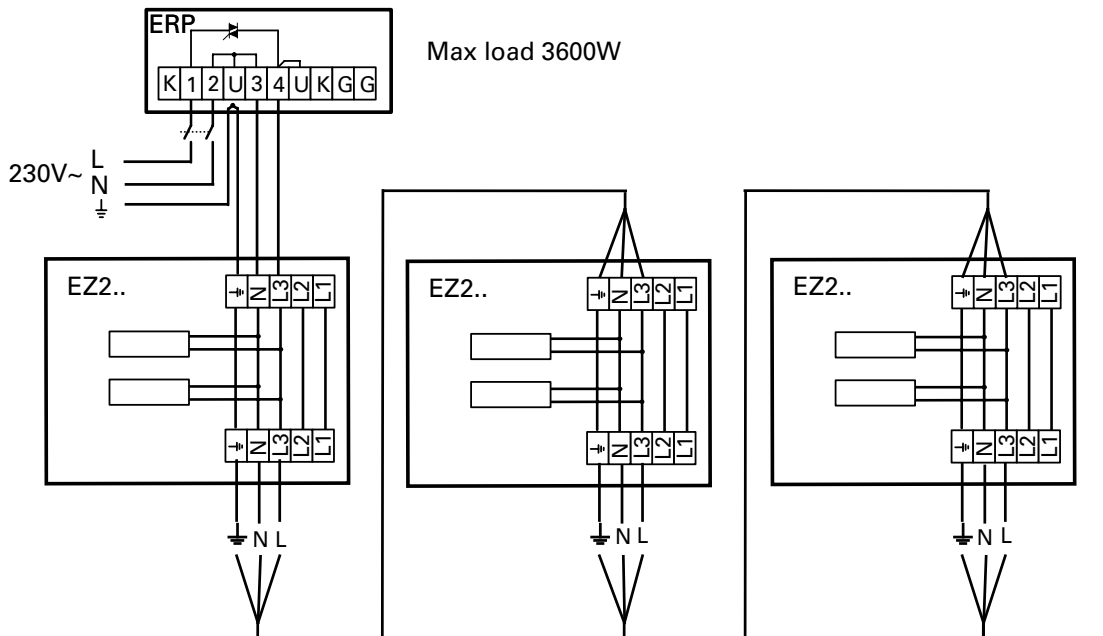 ERP
Max load 3600W
K 1 2 U 3 4 U K G G
230V~
L
N
EZ2..
N L3 L2 L1
N L3 L2 L1
N L
EZ2..
N L3 L2 L1
N L3 L2 L1
N L
EZ2..
N L3 L2 L1
N L3 L2 L1
N L